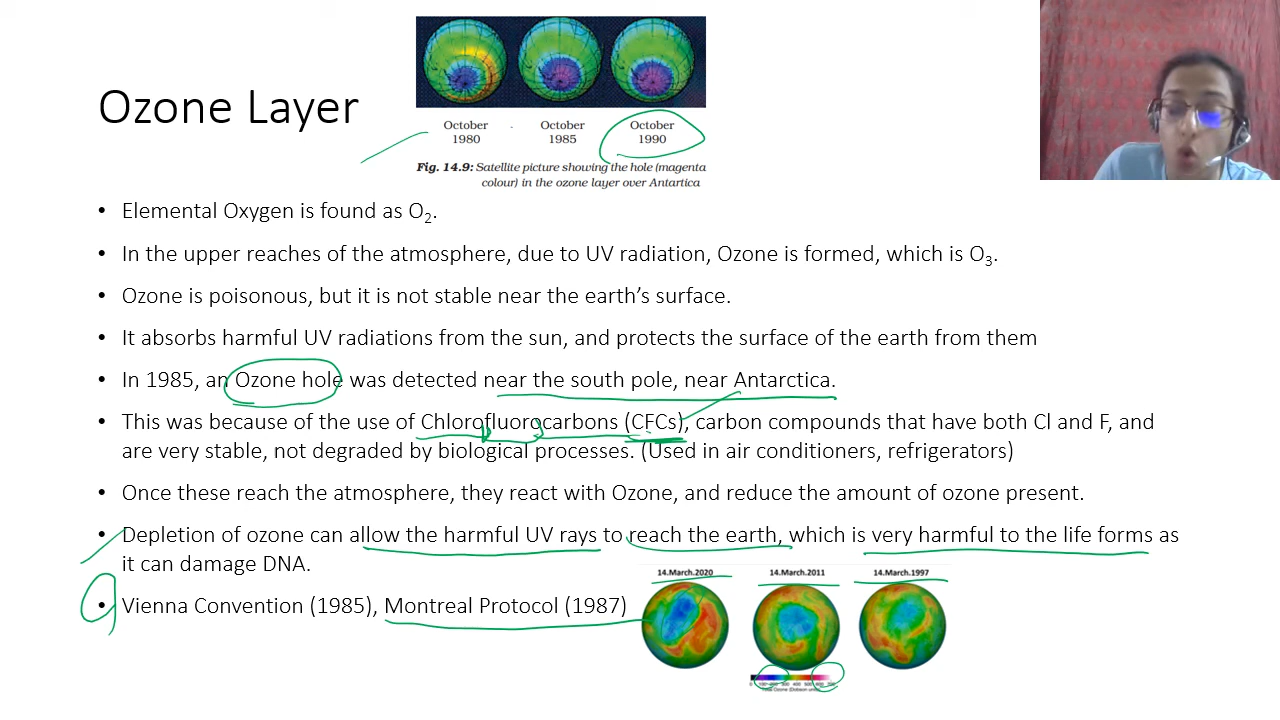 Ozone Layer
October
1980
October
1985
October
1990
Fig. 14.9: Satellite picture showing the hole (magenta
colour) in the ozone layer over Antartica
• Elemental Oxygen is found as O₂.
• In the upper reaches of the atmosphere, due to UV radiation, Ozone is formed, which is O₃.
• Ozone is poisonous, but it is not stable near the earth’s surface.
• It absorbs harmful UV radiations from the sun, and protects the surface of the earth from them
• In 1985, an Ozone hole was detected near the south pole, near Antarctica.
• This was because of the use of Chlorofluorocarbons (CFCs), carbon compounds that have both Cl and F, and
are very stable, not degraded by biological processes. (Used in air conditioners, refrigerators)
• Once these reach the atmosphere, they react with Ozone, and reduce the amount of ozone present.
• Depletion of ozone can allow the harmful UV rays to reach the earth, which is very harmful to the life forms as
it can damage DNA.
• Vienna Convention (1985), Montreal Protocol (1987)
14.March.2020
14.March.2011
14.March.1997